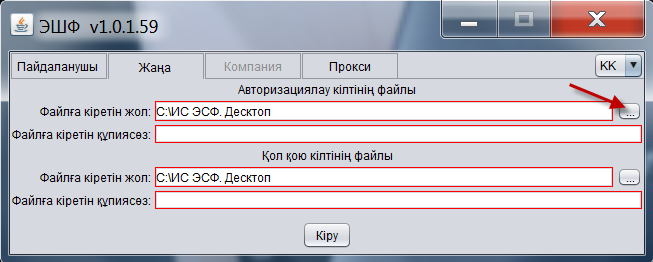 ЭШФ v1.0.1.59
Пайдаланушы Жаңа Компания Прокси KK
Авторизациялау кілтінің файлы
Файлға кіретін жол: C:\ИС ЭСФ. Десктоп ...
Файлға кіретін құпиясөз:
Қол қою кілтінің файлы
Файлға кіретін жол: C:\ИС ЭСФ. Десктоп ...
Файлға кіретін құпиясөз:
Кіру